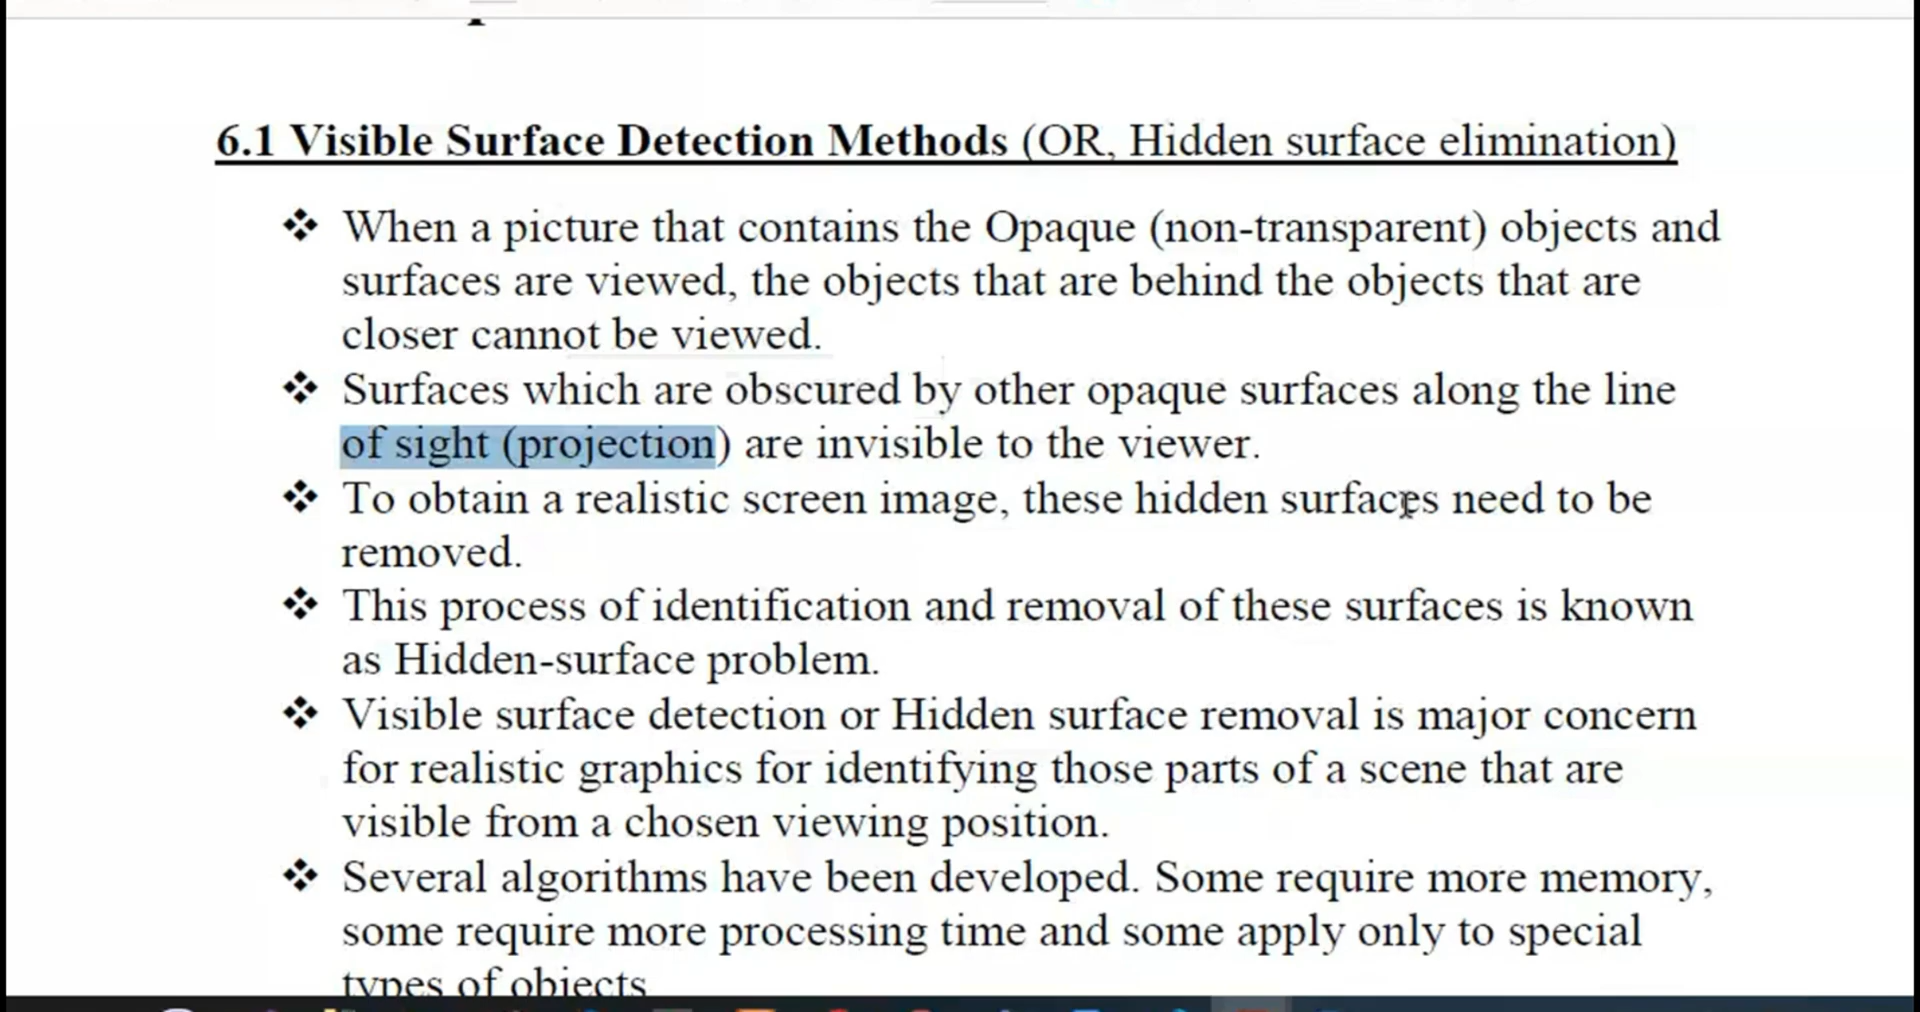 6.1 Visible Surface Detection Methods (OR, Hidden surface elimination)
❖ When a picture that contains the Opaque (non-transparent) objects and
surfaces are viewed, the objects that are behind the objects that are
closer cannot be viewed.
❖ Surfaces which are obscured by other opaque surfaces along the line
of sight (projection) are invisible to the viewer.
❖ To obtain a realistic screen image, these hidden surfaces need to be
removed.
❖ This process of identification and removal of these surfaces is known
as Hidden-surface problem.
❖ Visible surface detection or Hidden surface removal is major concern
for realistic graphics for identifying those parts of a scene that are
visible from a chosen viewing position.
❖ Several algorithms have been developed. Some require more memory,
some require more processing time and some apply only to special
types of objects